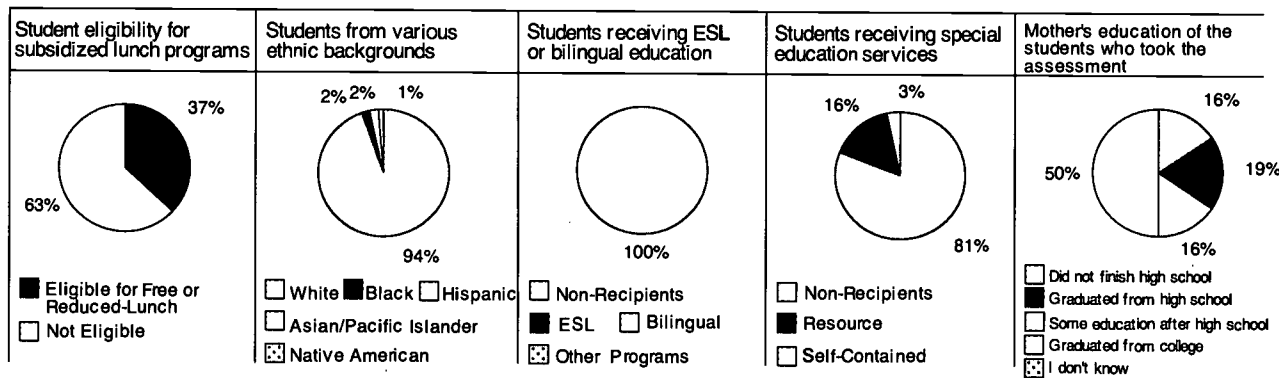 Student eligibility for
subsidized lunch programs
37%
63%
Eligible for Free or
Reduced-Lunch
Not Eligible
Students from various
ethnic backgrounds
2% 2% 1%
94%
White Black Hispanic
Asian/Pacific Islander
Native American
Students receiving ESL
or bilingual education
100%
Non-Recipients
ESL Bilingual
Other Programs
Students receiving special
education services
16% 3%
81%
Non-Recipients
Resource
Self-Contained
Mother's education of the
students who took the
assessment
16%
50% 19%
16%
Did not finish high school
Graduated from high school
Some education after high school
Graduated from college
I don't know